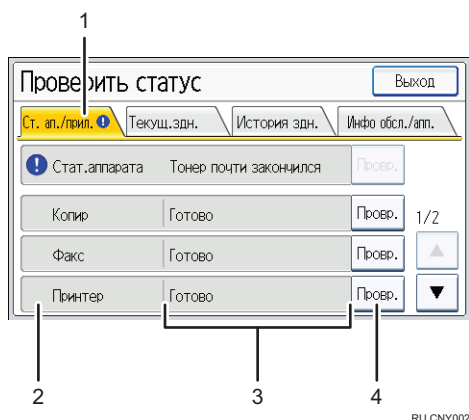 1
Проверить статус
Выход
Ст. ап./прил.
Текущ.здн.
История здн.
Инфо обсл./апп.
Стат.аппарата Тонер почти закончился Провр.
Копир Готово Провр. 1/2
Факс Готово Провр.
Принтер Готово Провр.
2 3 4
RU CNY002